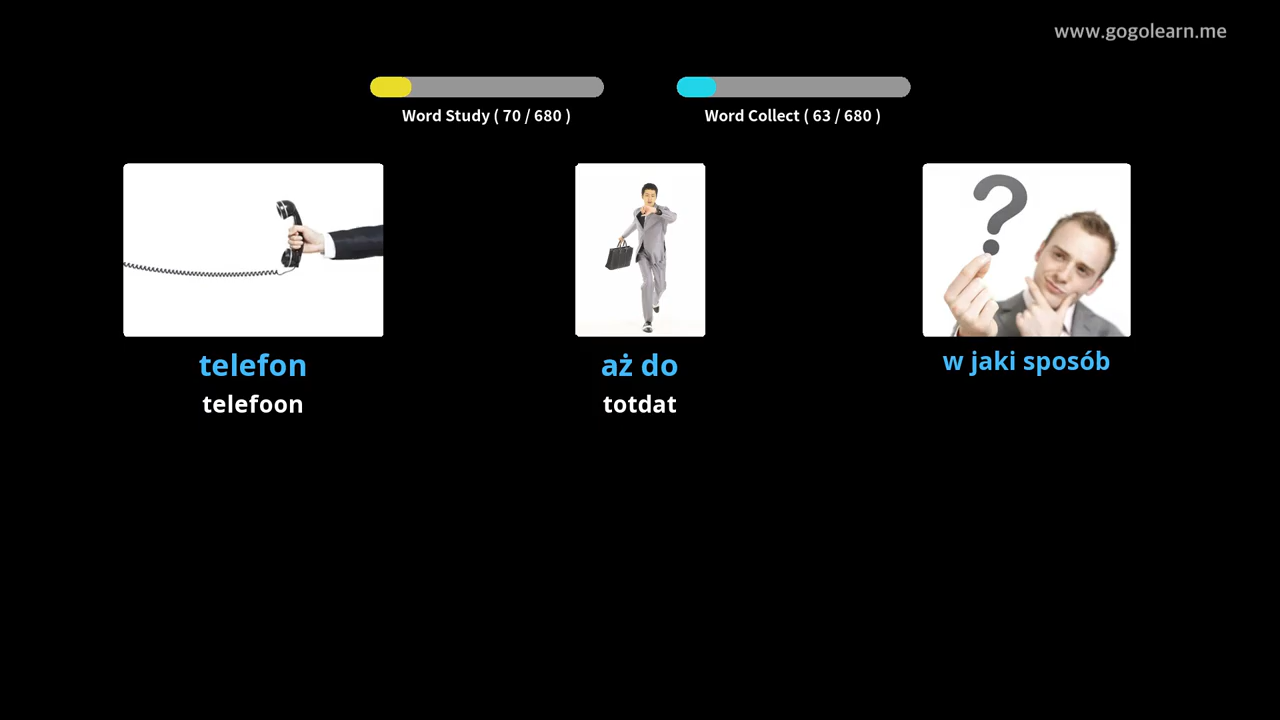 www.gogolearn.me
Word Study ( 70 / 680 )
Word Collect ( 63 / 680 )
telefon
telefoon
aż do
totdat
w jaki sposób